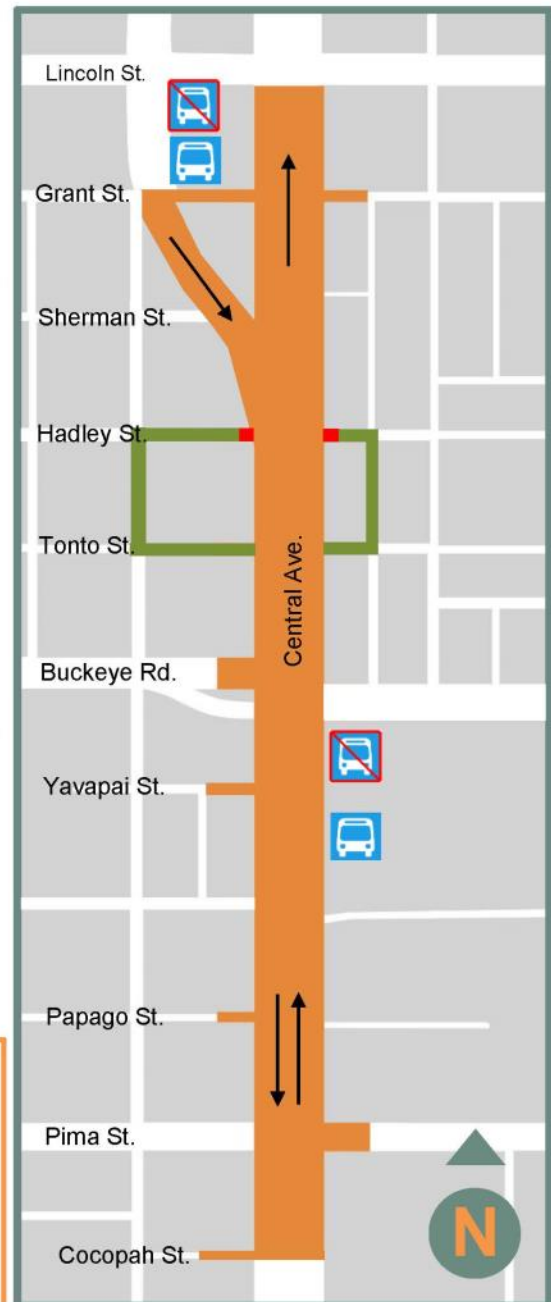 Lincoln St.
Grant St.
Sherman St.
Hadley St.
Tonto St.
Central Ave.
Buckeye Rd.
Yavapai St.
Papago St.
Pima St.
N
Cocopah St.